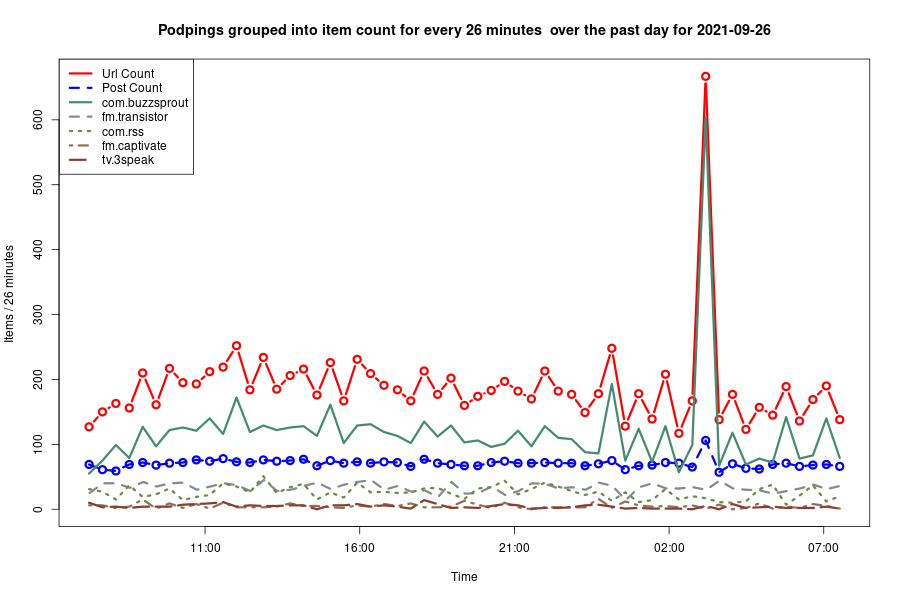 Podpings grouped into item count for every 26 minutes  over the past day for 2021-09-26
Url Count
Post Count
com.buzzsprout
fm.transistor
com.rss
fm.captivate
tv.3speak
Items / 26 minutes
600
500
400
300
200
100
0
11:00
16:00
21:00
02:00
07:00
Time